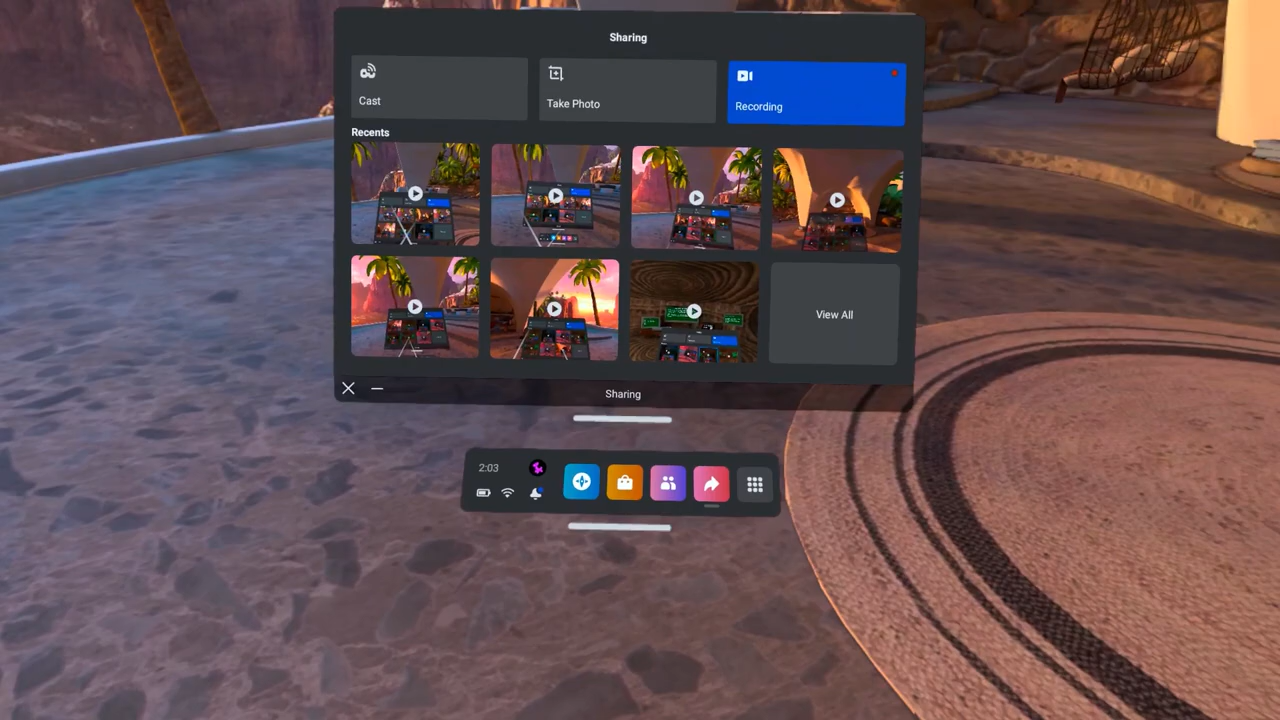 Sharing
Cast
Take Photo
Recording
Recents
View All
Sharing
2:03